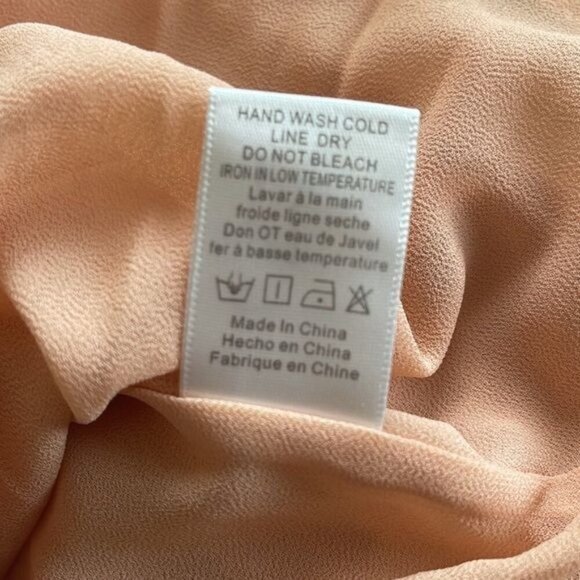 HAND WASH COLD
LINE DRY
DO NOT BLEACH
IRON IN LOW TEMPERATURE
Lavar à la main
froide ligne seche
Don OT eau de Javel
fer à basse temperature
Made In China
Hecho en China
Fabrique en Chine